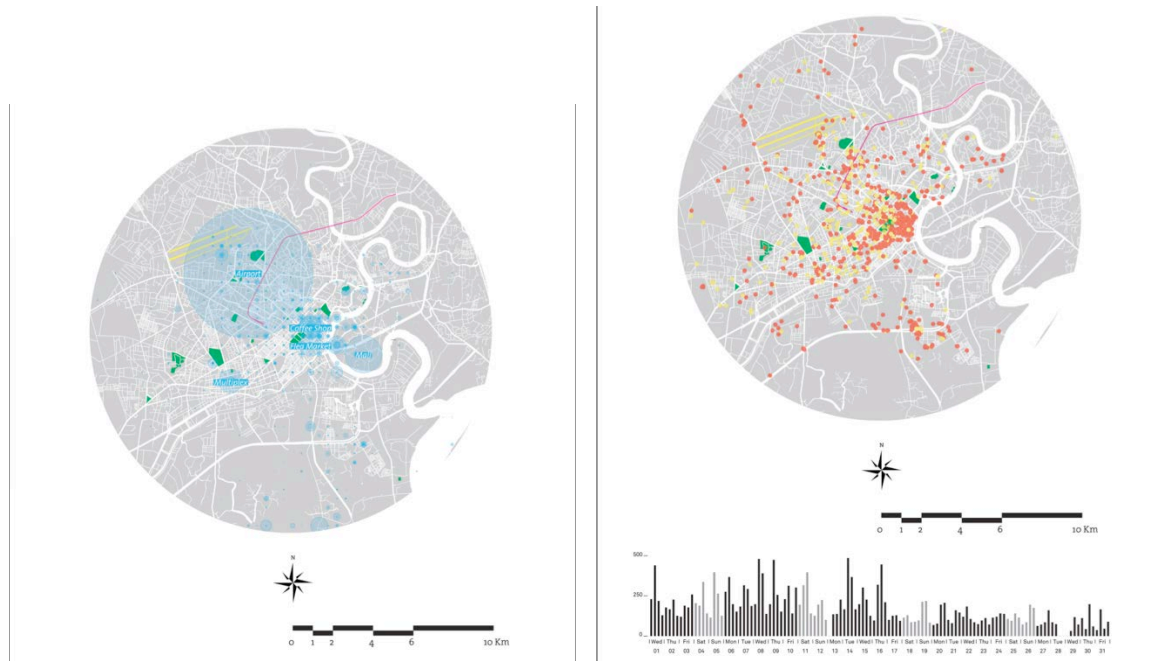 Airport
Coffee Shop
Flea Market
Mall
Multiplex
N
0 1 2 4 6 10 Km
N
0 1 2 4 6 10 Km
500
250
0
Wed Thu Fri Sat Sun Mon Tue Wed Thu Fri Sat Sun Mon Tue Wed Thu Fri Sat Sun Mon Tue Wed Thu Fri Sat Sun Mon Tue Wed Thu Fri
01 02 03 04 05 06 07 08 09 10 11 12 13 14 15 16 17 18 19 20 21 22 23 24 25 26 27 28 29 30 31